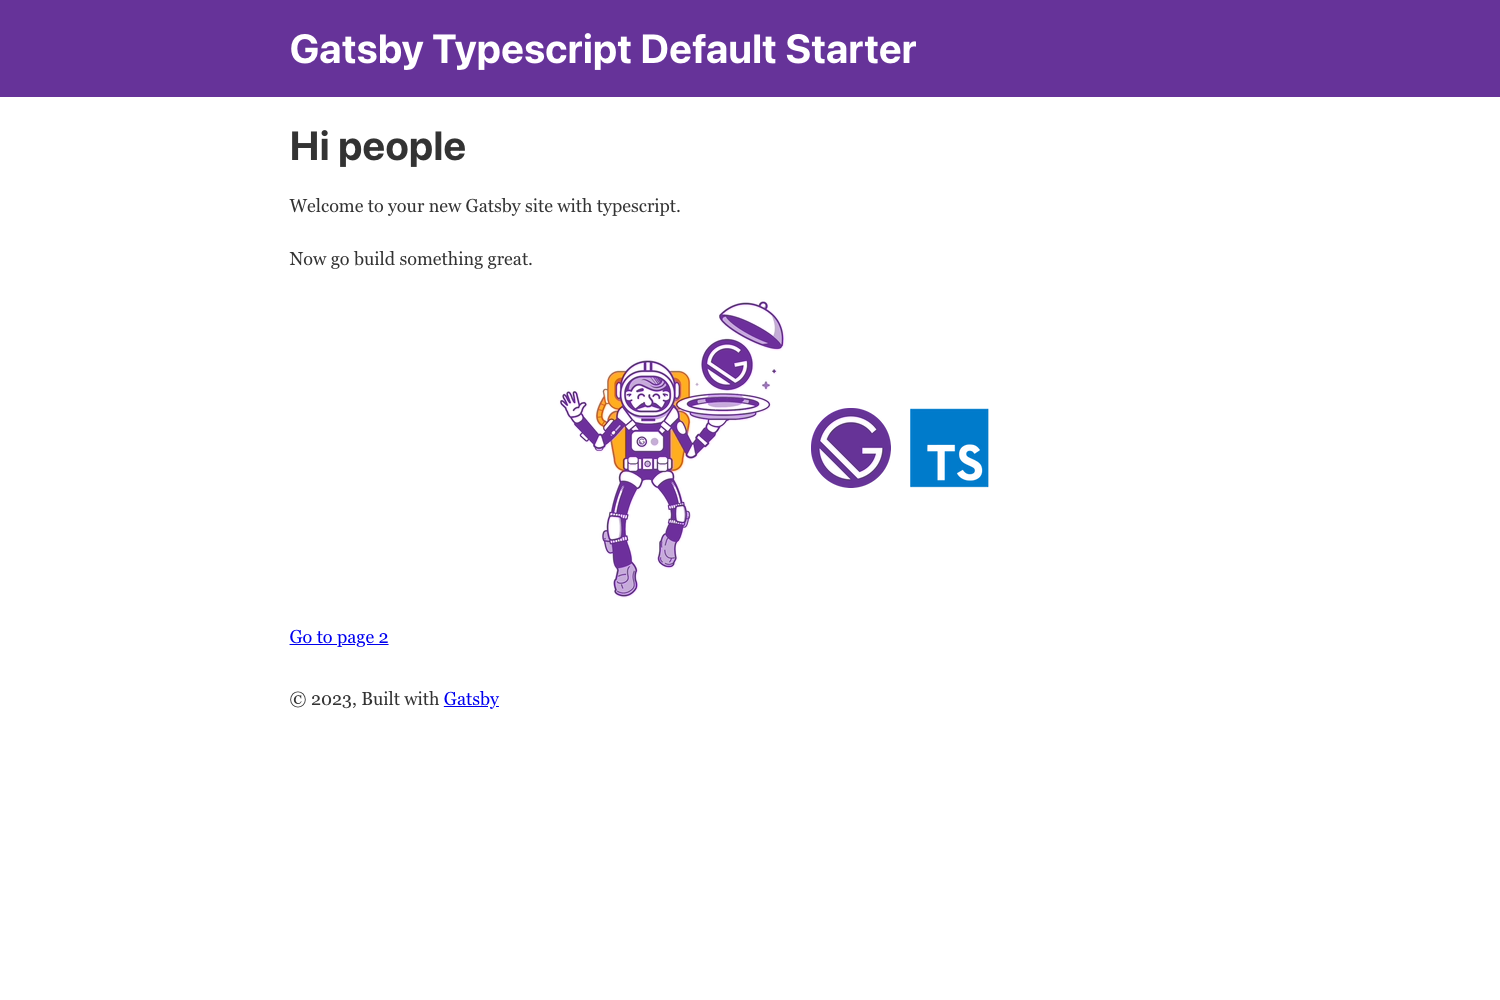 Gatsby Typescript Default Starter
Hi people
Welcome to your new Gatsby site with typescript.
Now go build something great.
TS
Go to page 2
© 2023, Built with Gatsby